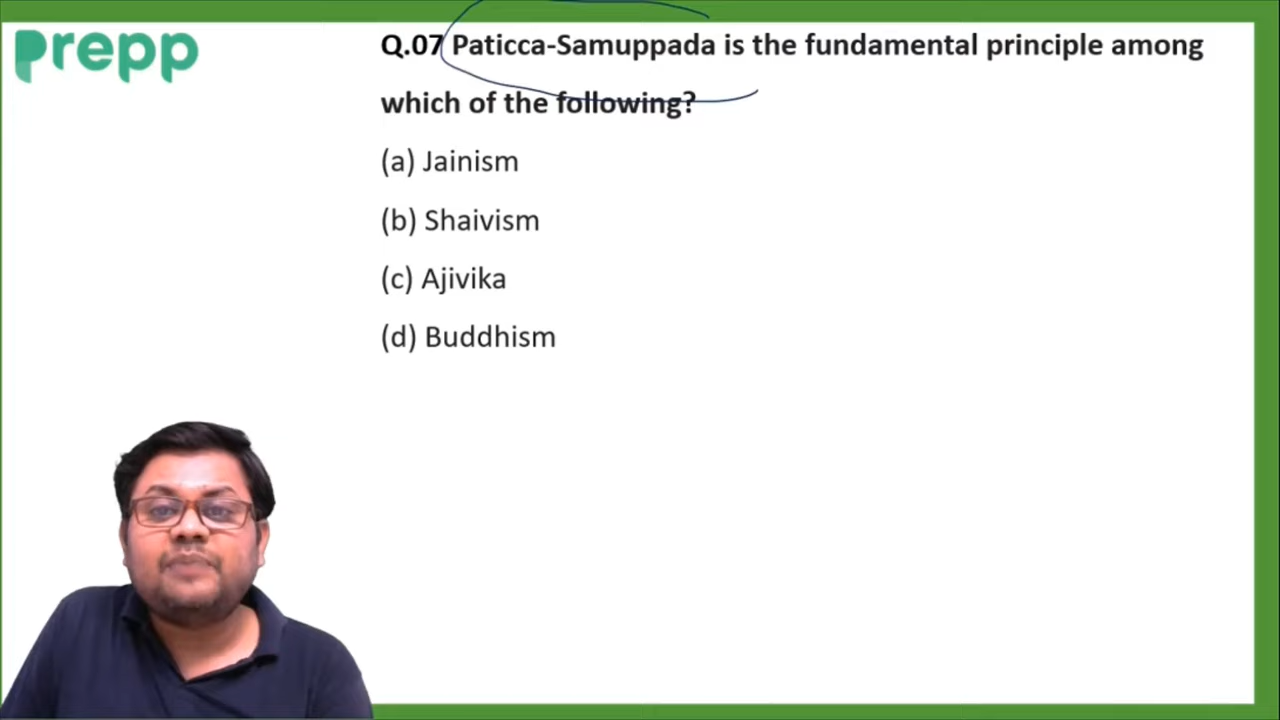 prepp
Q.07 Paticca-Samuppada is the fundamental principle among
which of the following?
(a) Jainism
(b) Shaivism
(c) Ajivika
(d) Buddhism